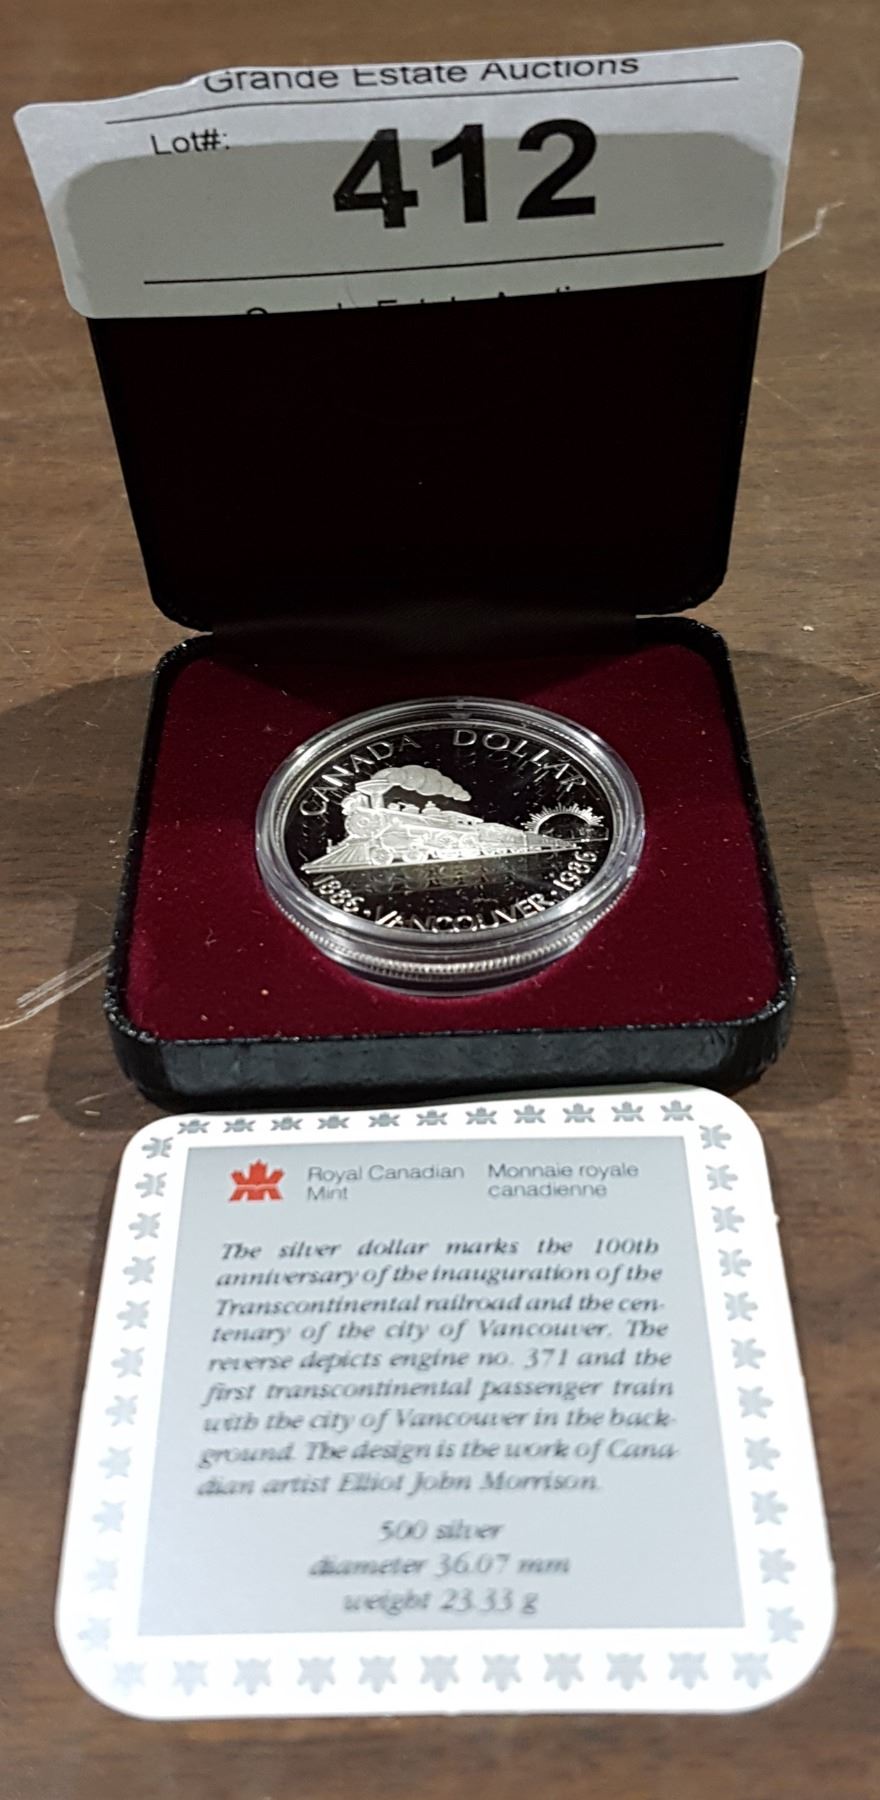 Grande Estate Auctions
Lot#:
412
CANADA DOLLAR
1886 · VANCOUVER · 1986
Royal Canadian Mint
Monnaie royale canadienne
The silver dollar marks the 100th
anniversary of the inauguration of the
Transcontinental railroad and the cen-
tenary of the city of Vancouver. The
reverse depicts engine no. 371 and the
first transcontinental passenger train
with the city of Vancouver in the back-
ground. The design is the work of Cana-
dian artist Elliot John Morrison.
500 silver
diameter 36.07 mm
weight 23.33 g